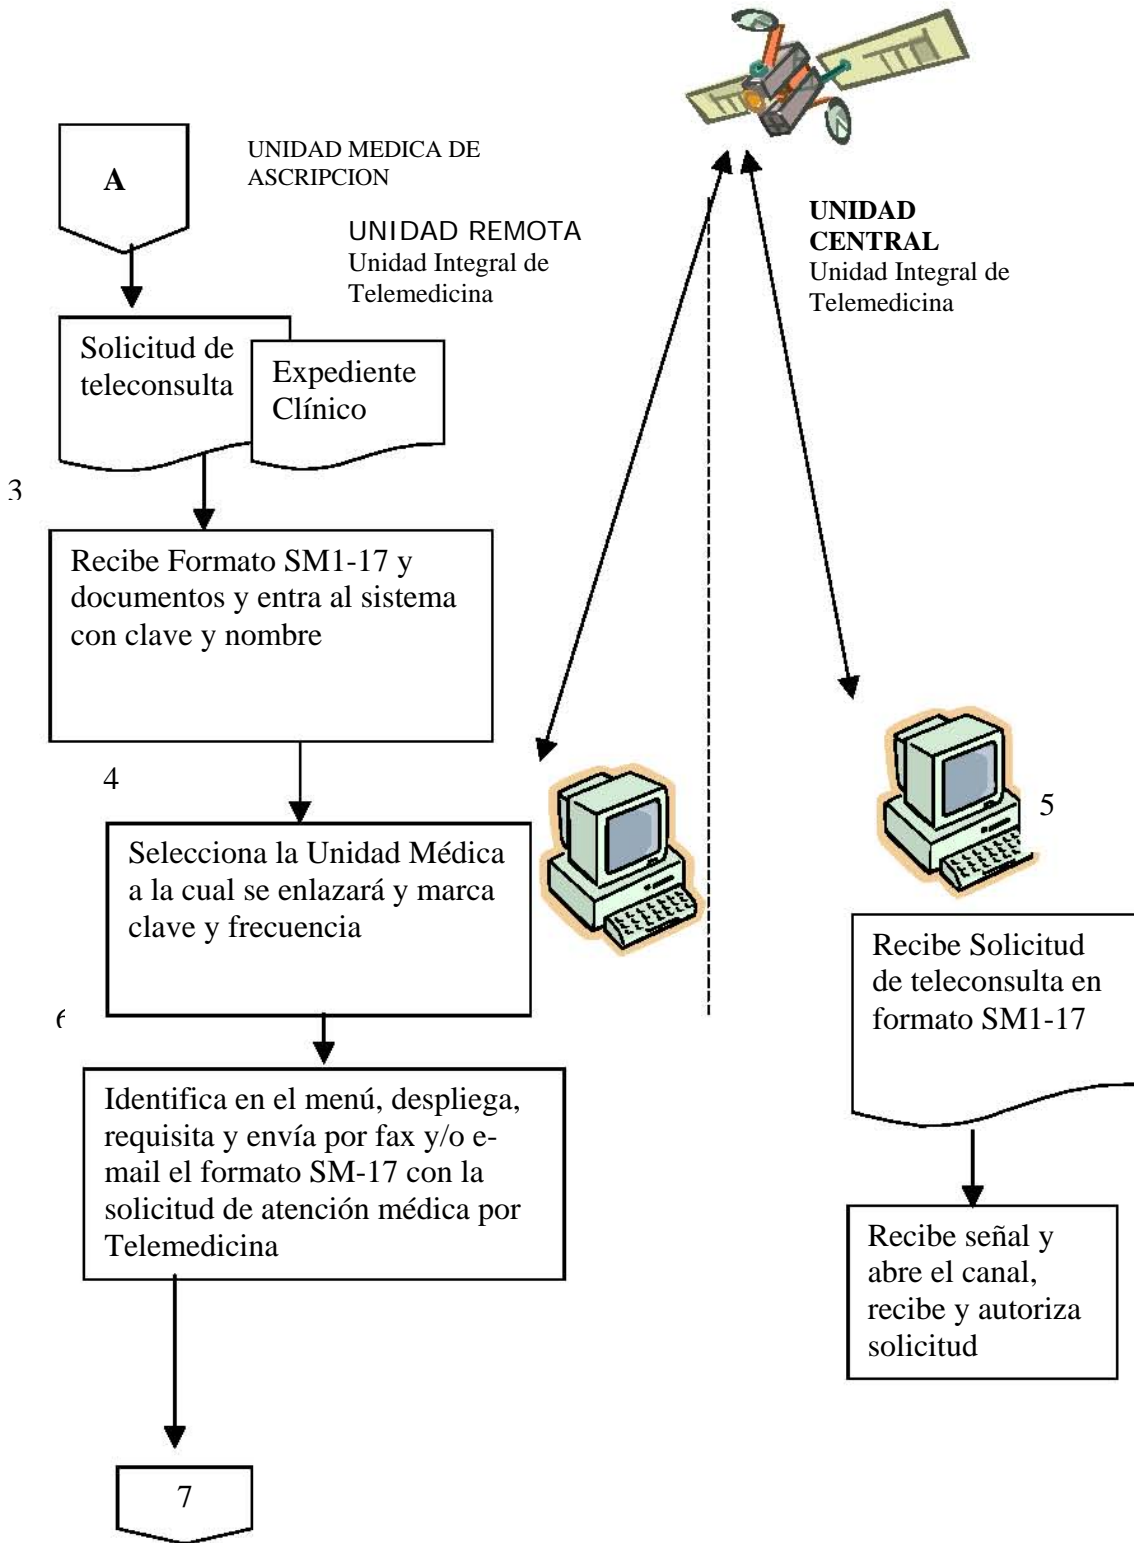 A
UNIDAD MEDICA DE
ASCRIPCION
UNIDAD REMOTA
Unidad Integral de
Telemedicina
UNIDAD
CENTRAL
Unidad Integral de
Telemedicina
Solicitud de
teleconsulta
Expediente
Clínico
3
Recibe Formato SM1-17 y
documentos y entra al sistema
con clave y nombre
4
Selecciona la Unidad Médica
a la cual se enlazará y marca
clave y frecuencia
5
Recibe Solicitud
de teleconsulta en
formato SM1-17
6
Identifica en el menú, despliega,
requisita y envía por fax y/o e-
mail el formato SM-17 con la
solicitud de atención médica por
Telemedicina
Recibe señal y
abre el canal,
recibe y autoriza
solicitud
7